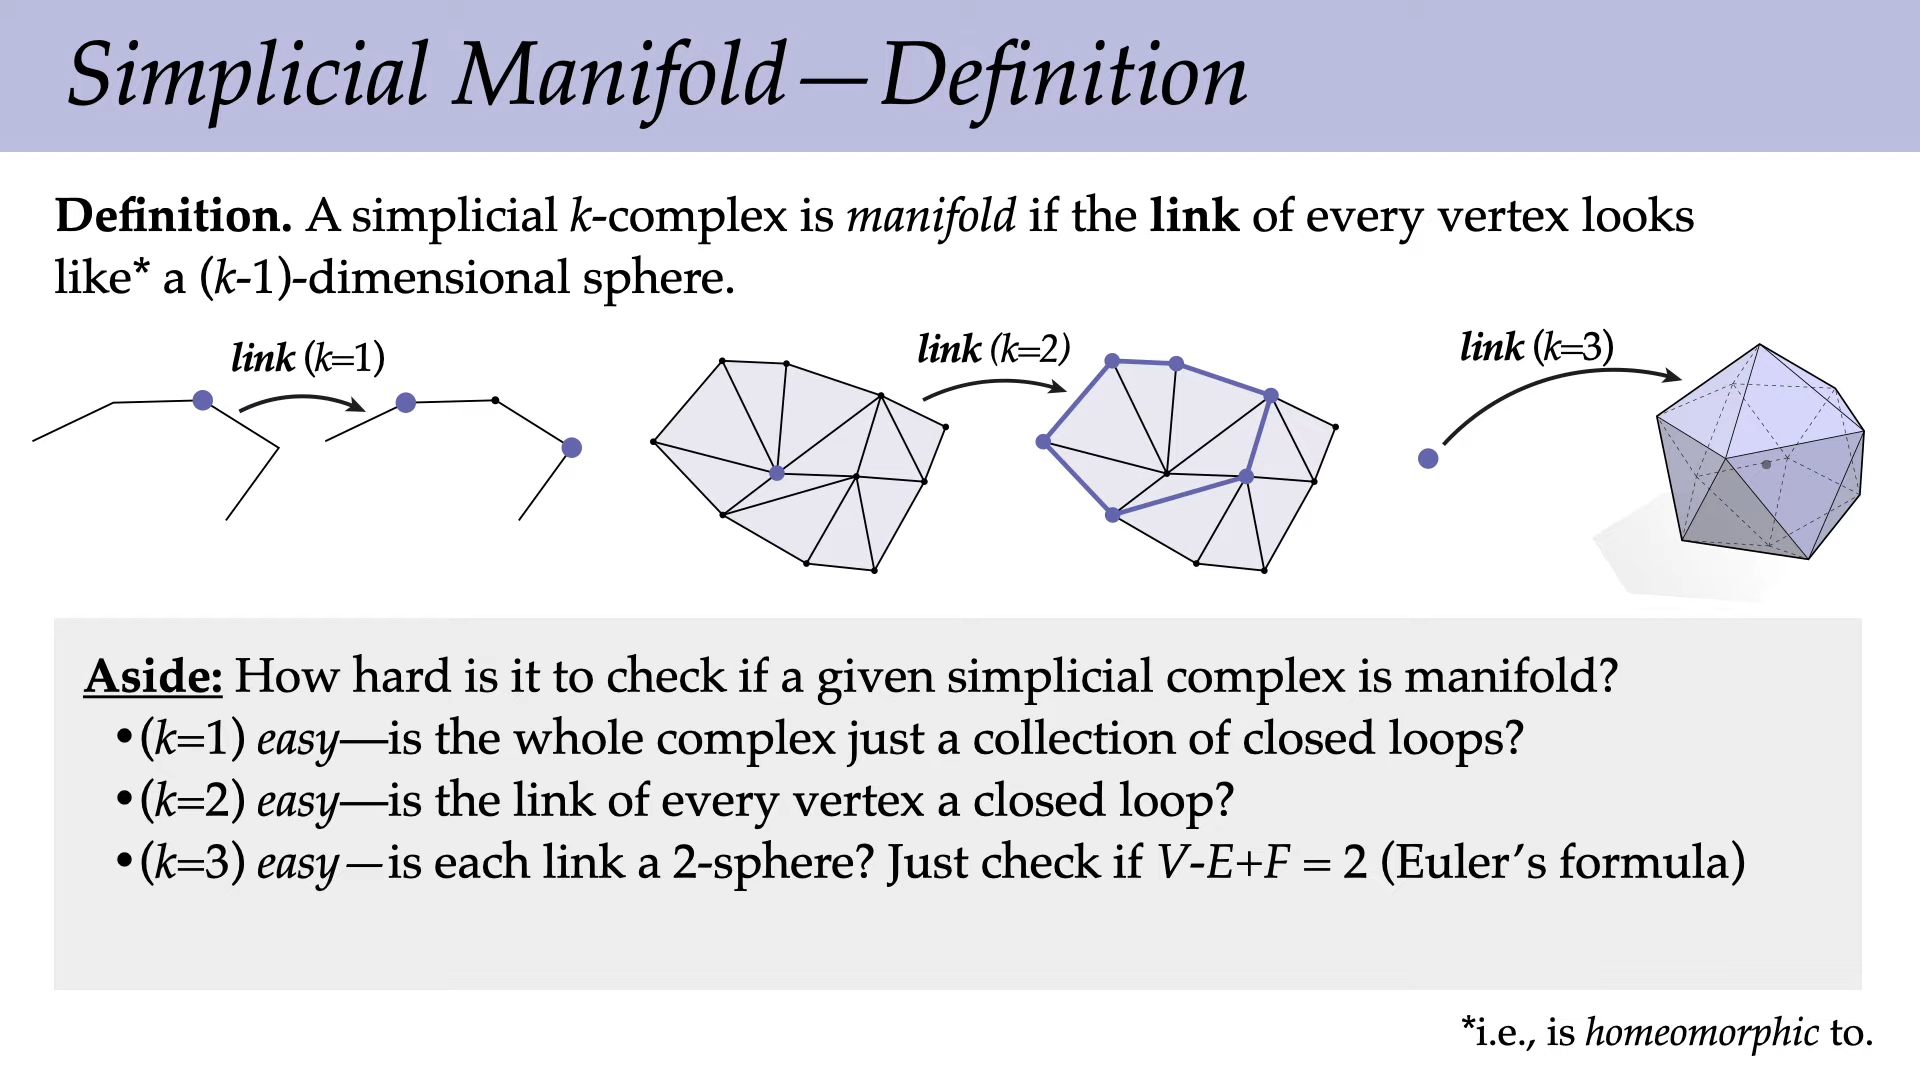 Simplicial Manifold—Definition
Definition. A simplicial k-complex is manifold if the link of every vertex looks
like* a (k-1)-dimensional sphere.
link (k=1)
link (k=2)
link (k=3)
Aside: How hard is it to check if a given simplicial complex is manifold?
•(k=1) easy—is the whole complex just a collection of closed loops?
•(k=2) easy—is the link of every vertex a closed loop?
•(k=3) easy—is each link a 2-sphere? Just check if V-E+F = 2 (Euler’s formula)
*i.e., is homeomorphic to.